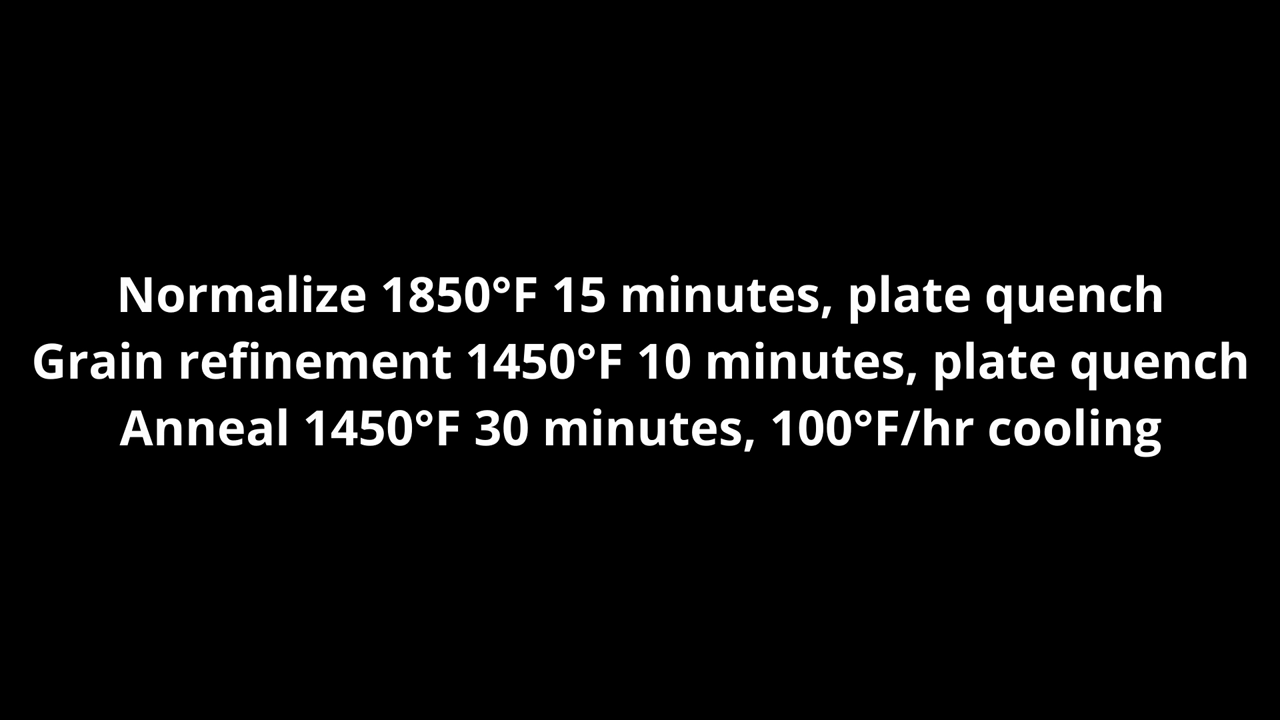 Normalize 1850°F 15 minutes, plate quench
Grain refinement 1450°F 10 minutes, plate quench
Anneal 1450°F 30 minutes, 100°F/hr cooling